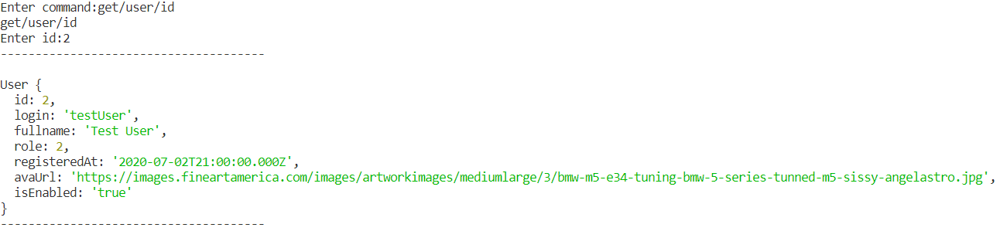 Enter command:get/user/id
get/user/id
Enter id:2
--------------------------------------
User {
  id: 2,
  login: 'testUser',
  fullname: 'Test User',
  role: 2,
  registeredAt: '2020-07-02T21:00:00.000Z',
  avaUrl: 'https://images.fineartamerica.com/images/artworkimages/mediumlarge/3/bmw-m5-e34-tuning-bmw-5-series-tunned-m5-sissy-angelastro.jpg',
  isEnabled: 'true'
}
--------------------------------------